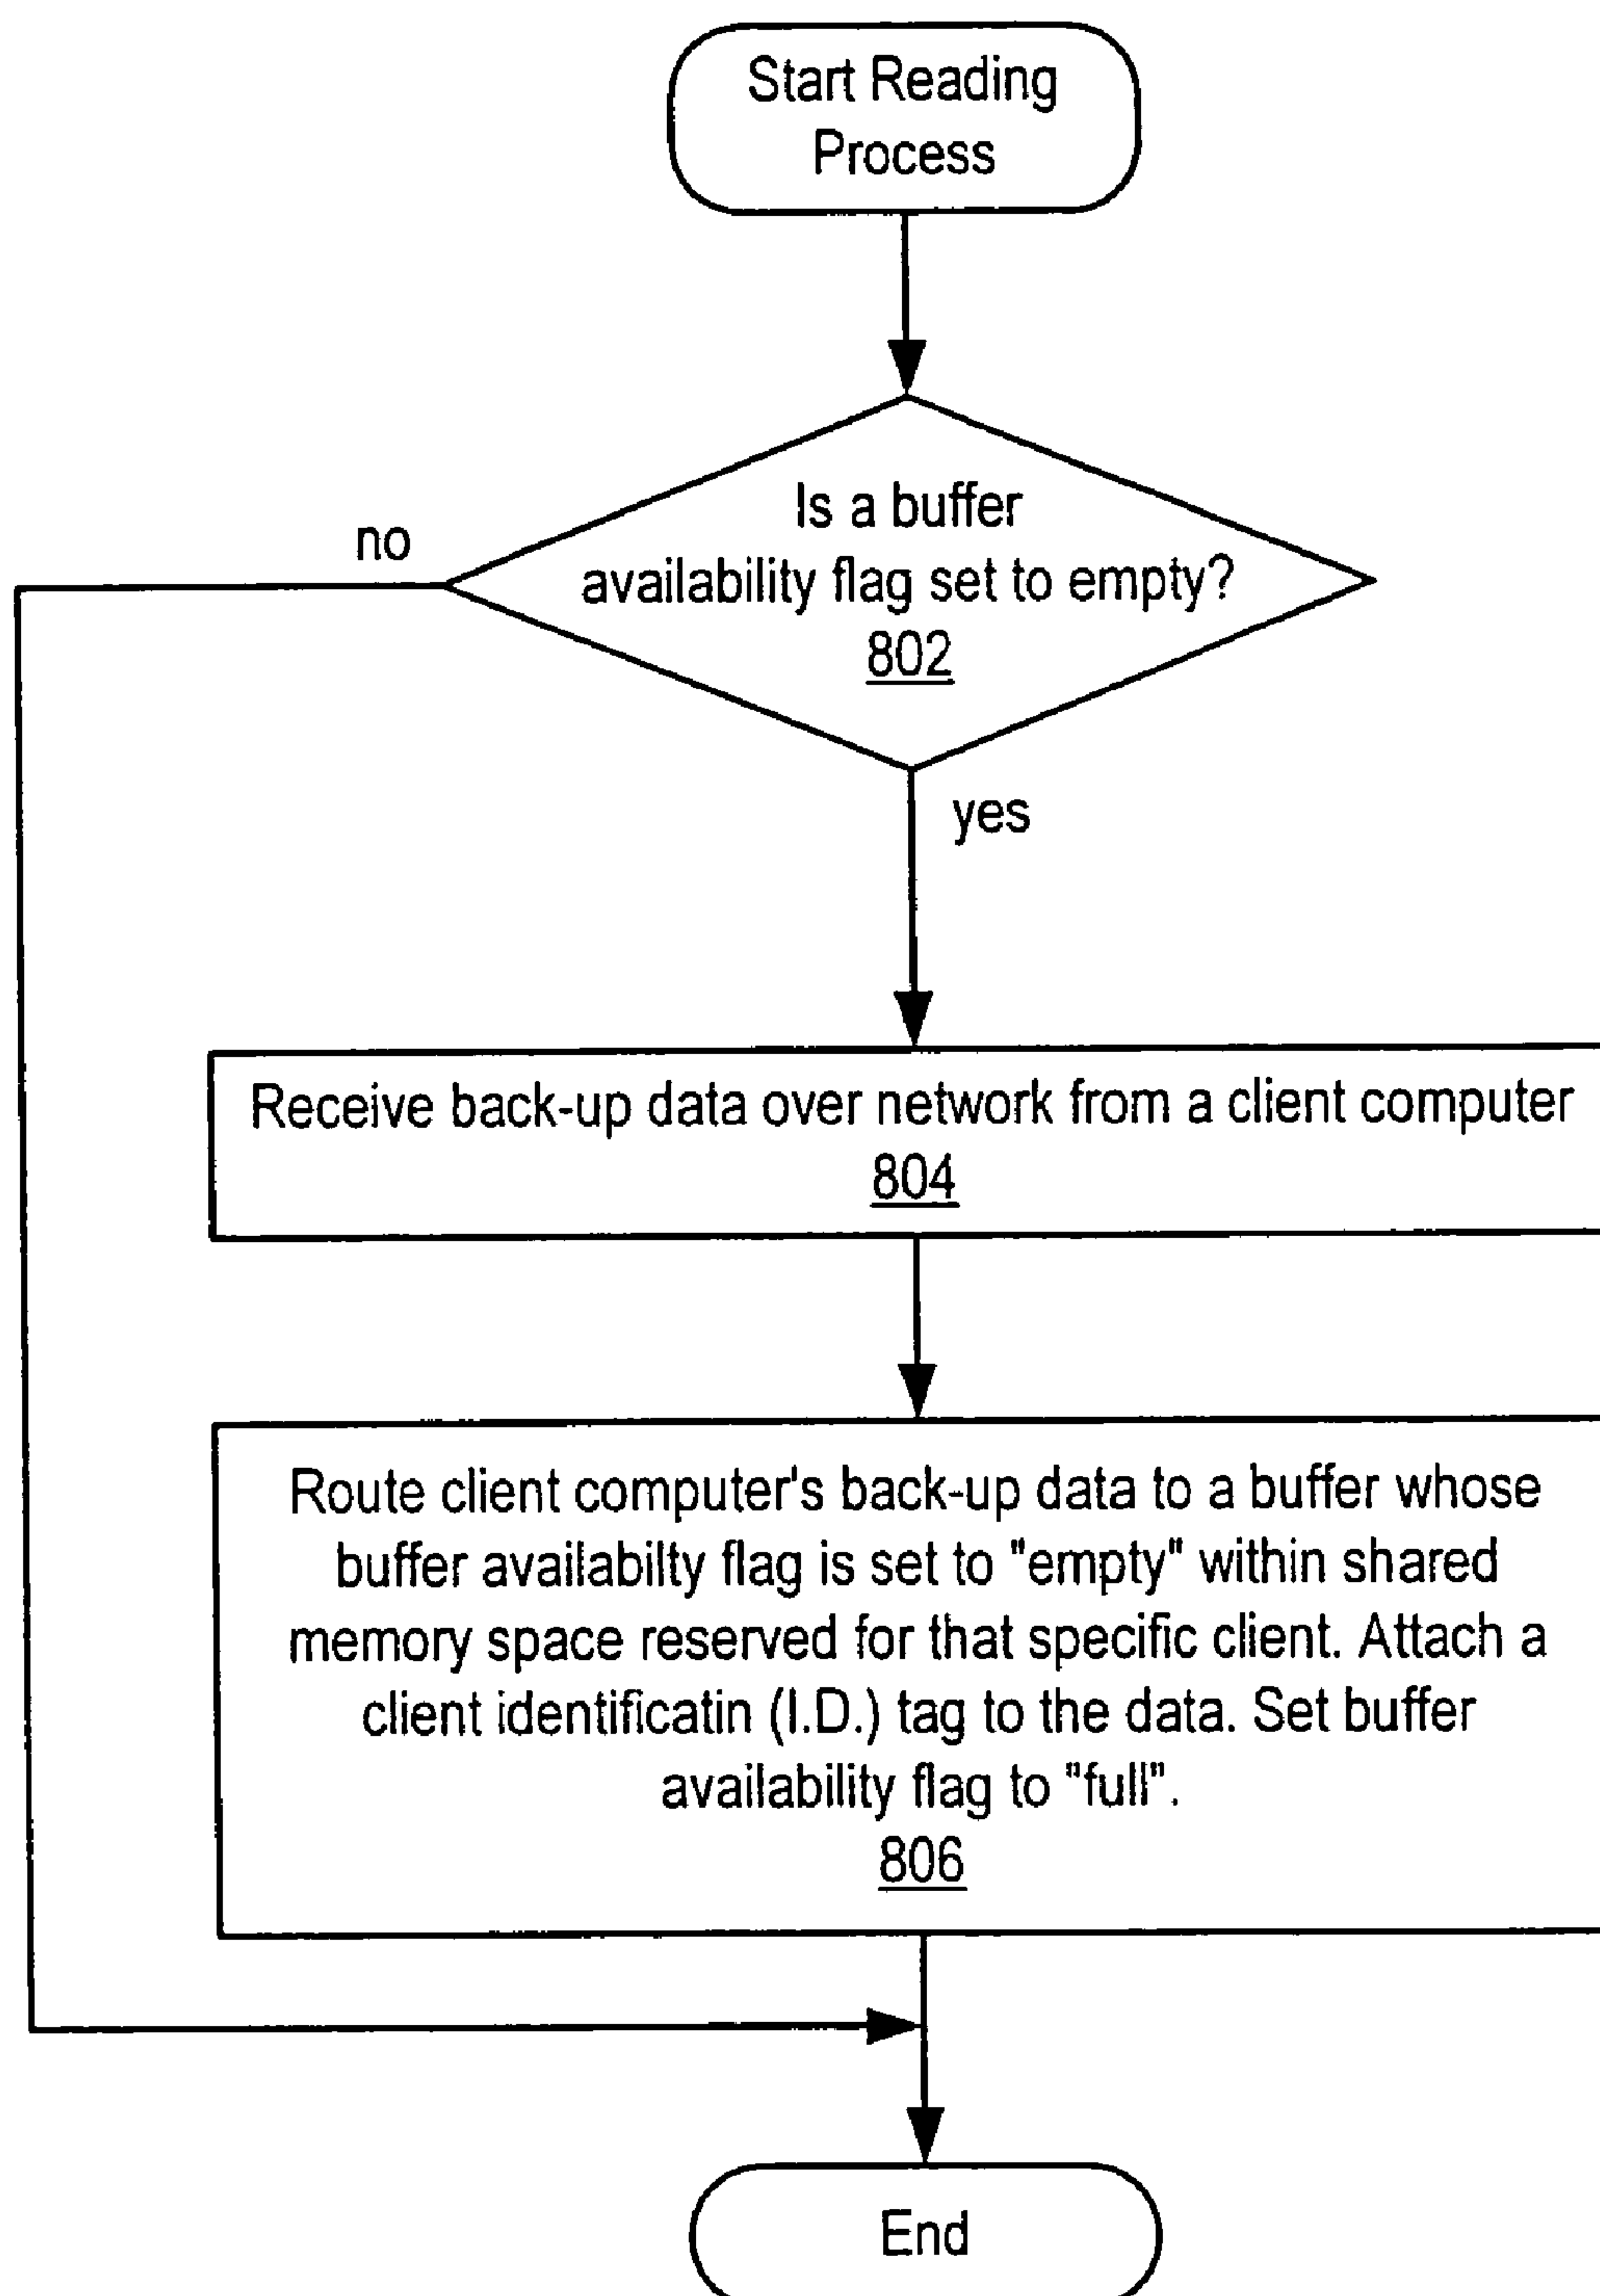 Start Reading
Process
Is a buffer
availability flag set to empty?
802
no
yes
Receive back-up data over network from a client computer
804
Route client computer's back-up data to a buffer whose
buffer availabilty flag is set to "empty" within shared
memory space reserved for that specific client. Attach a
client identificatin (I.D.) tag to the data. Set buffer
availability flag to "full".
806
End